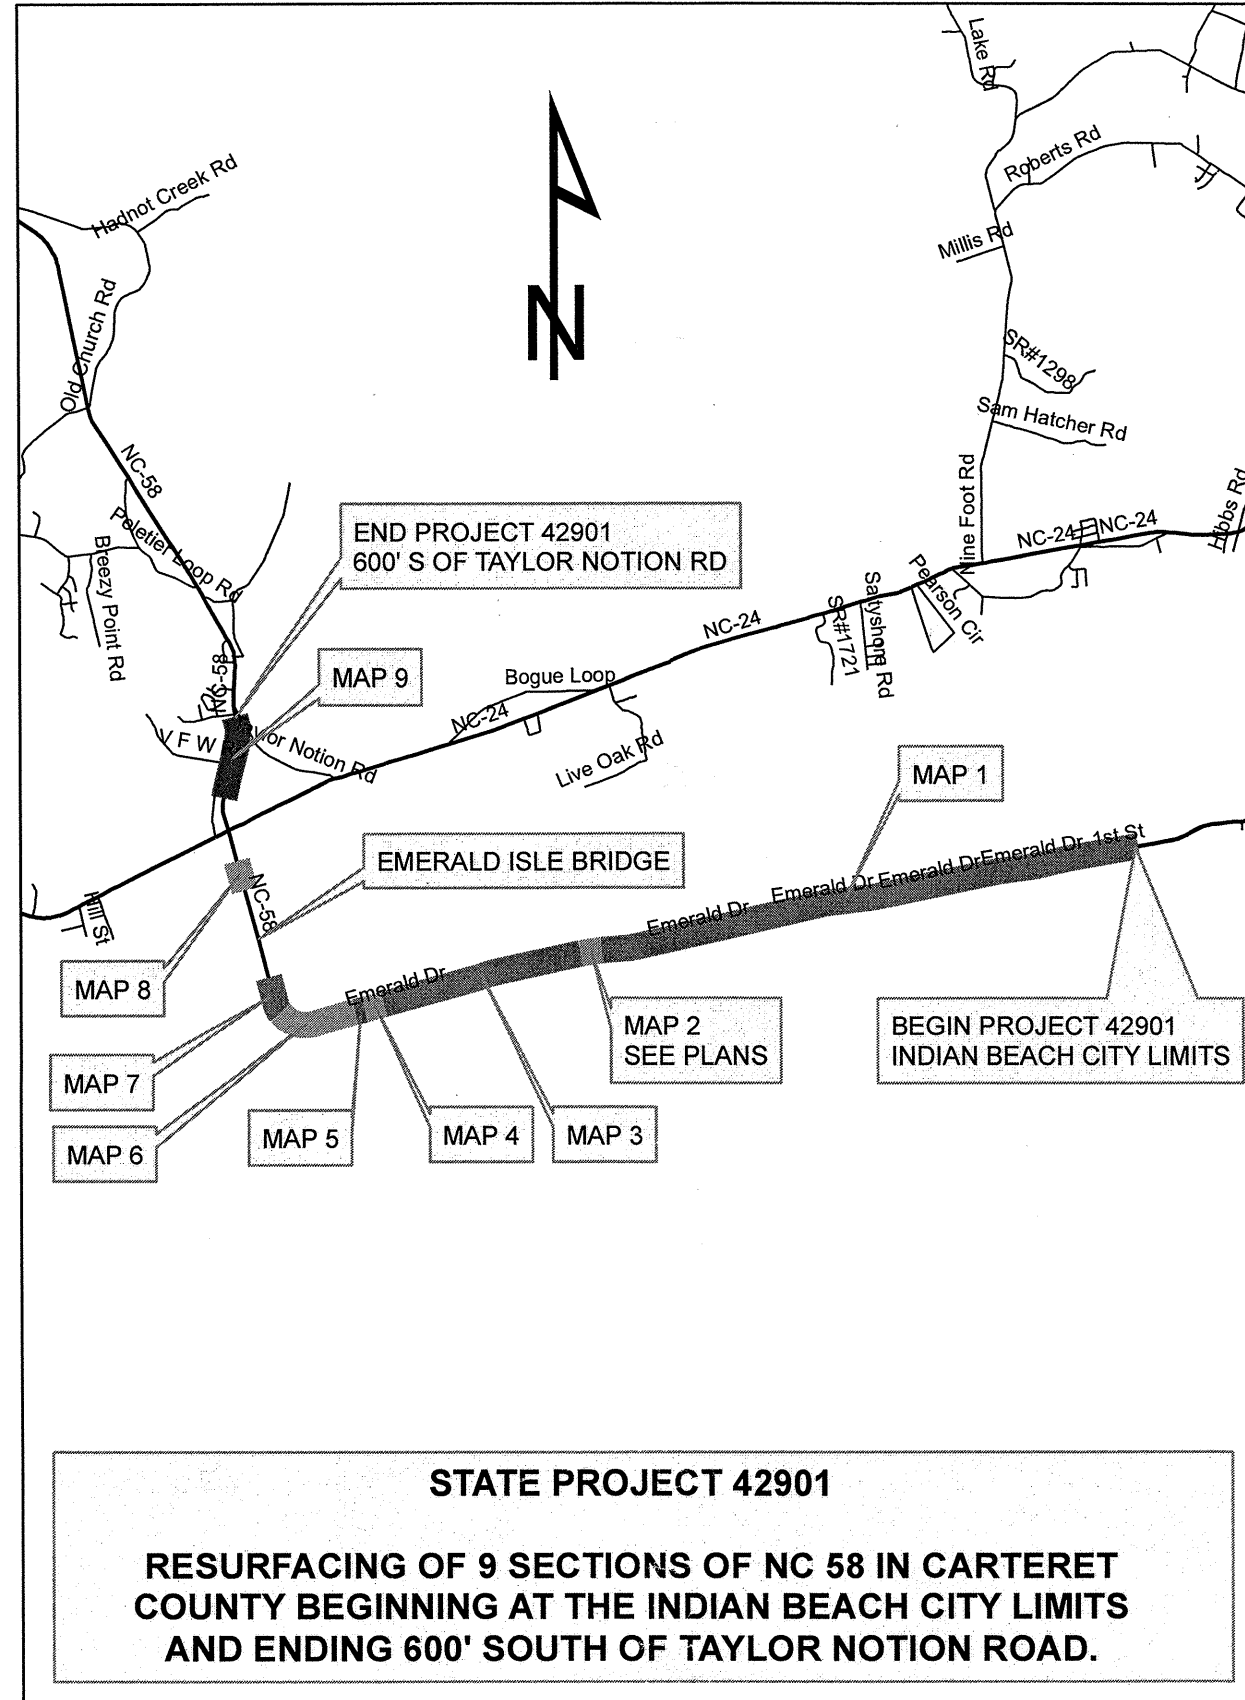 Lake Rd
Roberts Rd
Hadnot Creek Rd
Millis Rd
Old Church Rd
N
SR#1298
Sam Hatcher Rd
NC-58
Nine Foot Rd
Hibbs Rd
END PROJECT 42901
600' S OF TAYLOR NOTION RD
NC-24
NC-24
Peletier Loop Rd
Breezy Point Rd
Pearson Cir
Saltyshore Rd
SR#1721
NC-24
NC-58
MAP 9
Bogue Loop
NC-24
V F W
Notion Rd
Live Oak Rd
MAP 1
EMERALD ISLE BRIDGE
Emerald Dr
Emerald Dr
Emerald Dr
Emerald Dr
1st St
NC-58
Hill St
MAP 8
Emerald Dr
MAP 2
SEE PLANS
BEGIN PROJECT 42901
INDIAN BEACH CITY LIMITS
MAP 7
MAP 6
MAP 5
MAP 4
MAP 3
STATE PROJECT 42901
RESURFACING OF 9 SECTIONS OF NC 58 IN CARTERET
COUNTY BEGINNING AT THE INDIAN BEACH CITY LIMITS
AND ENDING 600' SOUTH OF TAYLOR NOTION ROAD.